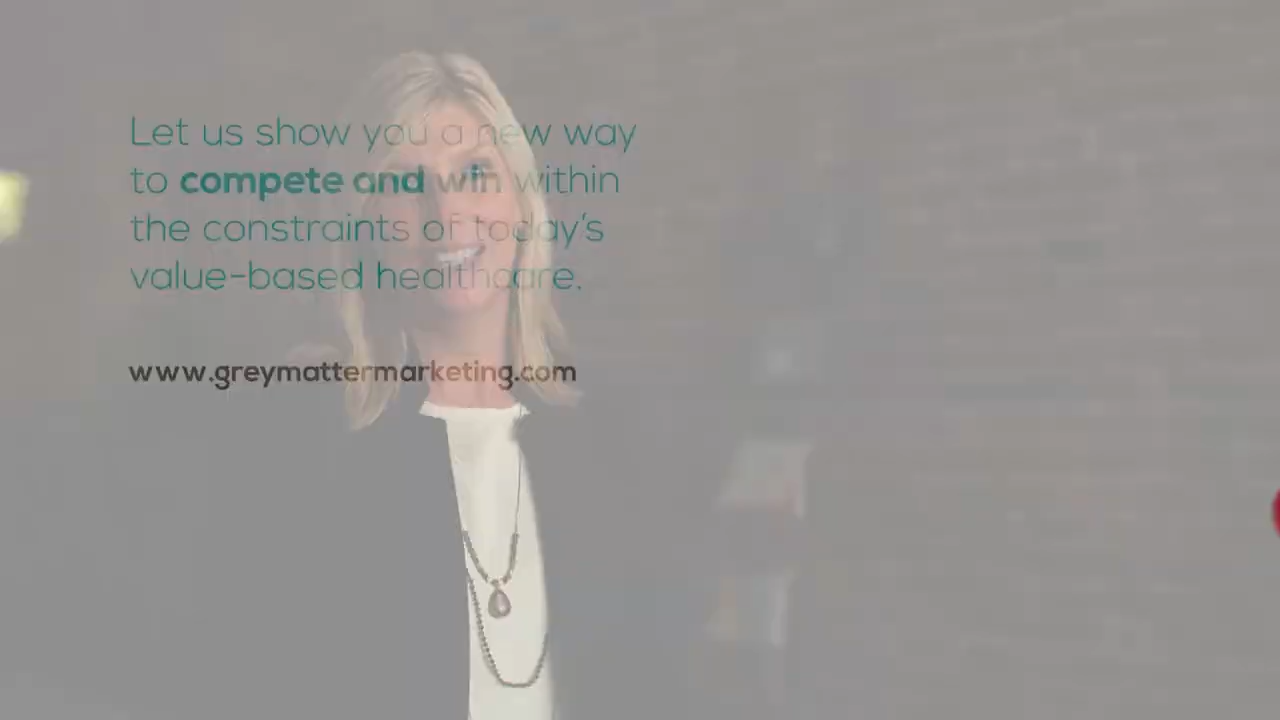 Let us show you a new way
to compete and win within
the constraints of today's
value-based healthcare.
www.greymattermarketing.com